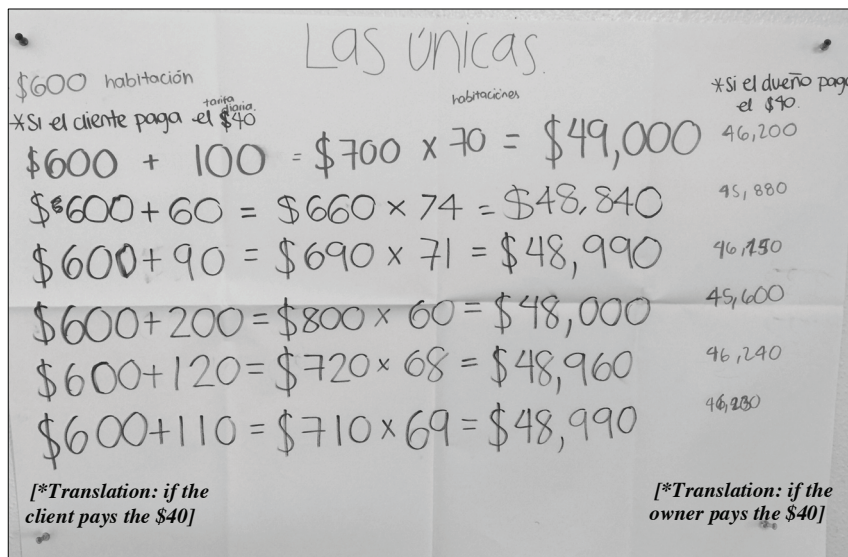 Las únicas.
$600 habitación
*Si el cliente paga el $40 tarifa diaria.
habitaciones
*Si el dueño paga el $40.
$600 + 100 = $700 x 70 = $49,000 46,200
$600 + 60 = $660 x 74 = $48,840 45,880
$600 + 90 = $690 x 71 = $48,990 46,150
$600 + 200 = $800 x 60 = $48,000 45,600
$600 + 120 = $720 x 68 = $48,960 46,240
$600 + 110 = $710 x 69 = $48,990
[*Translation: if the
client pays the $40]
[*Translation: if the
owner pays the $40]